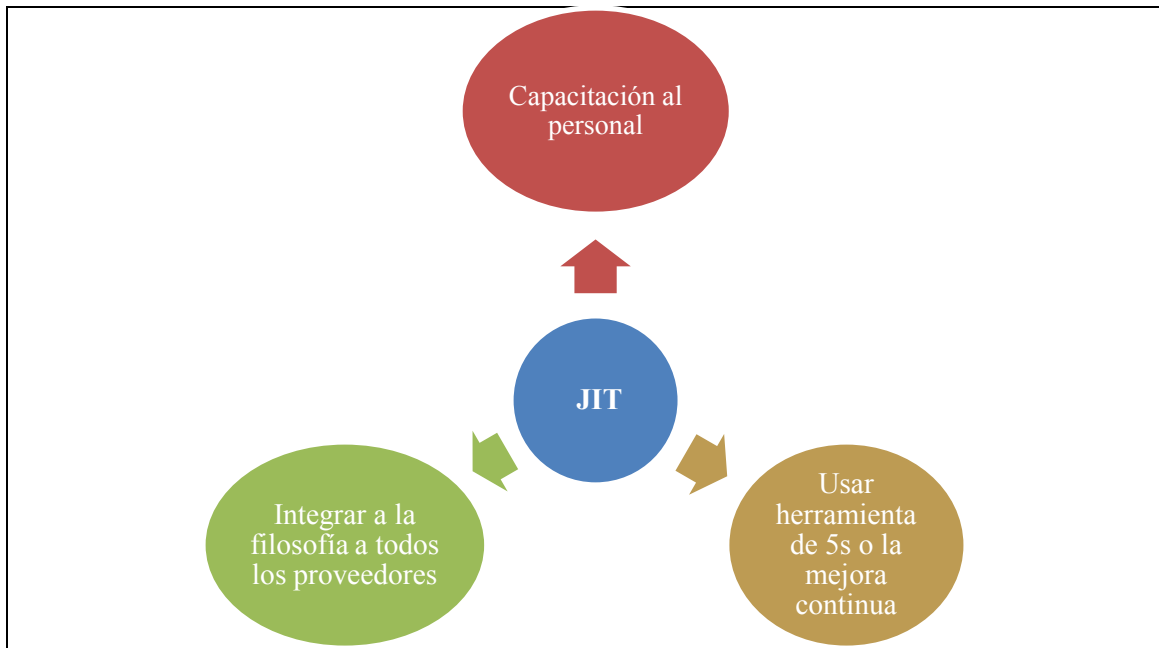 Capacitación al
personal
JIT
Integrar a la
filosofía a todos
los proveedores
Usar
herramienta
de 5s o la
mejora
continua